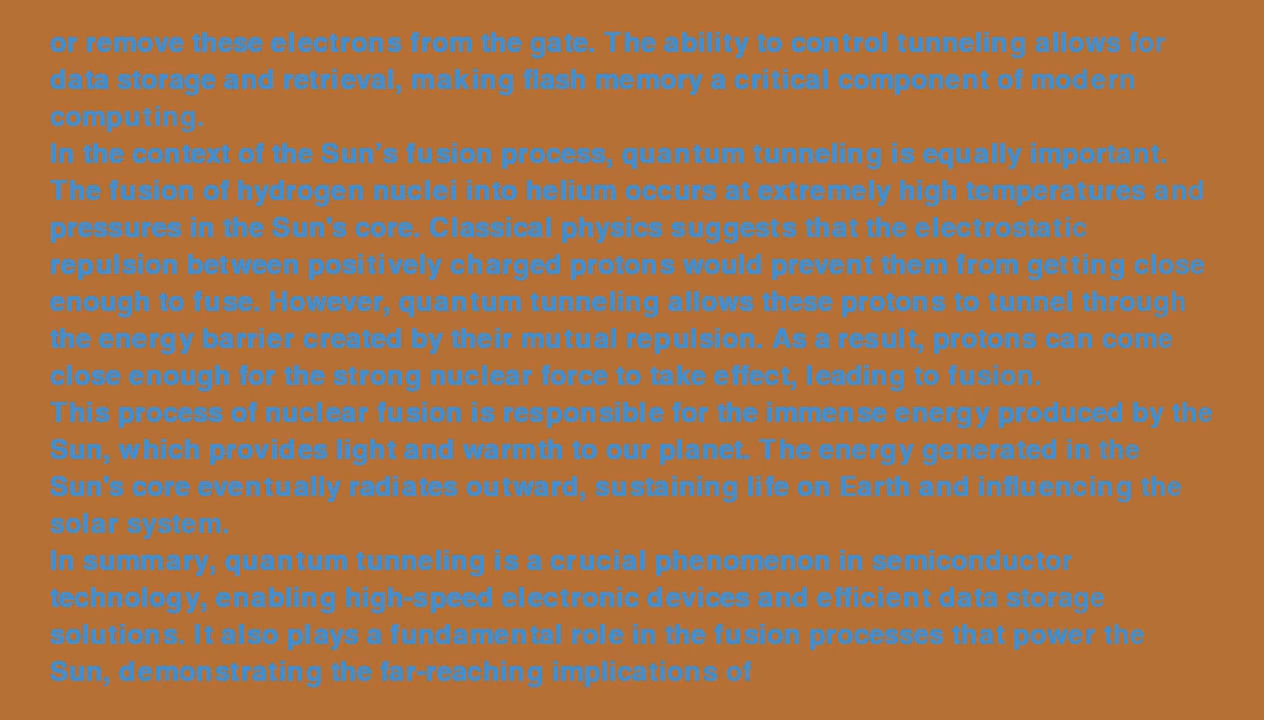 or remove these electrons from the gate. The ability to control tunneling allows for
data storage and retrieval, making flash memory a critical component of modern
computing.
In the context of the Sun's fusion process, quantum tunneling is equally important.
The fusion of hydrogen nuclei into helium occurs at extremely high temperatures and
pressures in the Sun's core. Classical physics suggests that the electrostatic
repulsion between positively charged protons would prevent them from getting close
enough to fuse. However, quantum tunneling allows these protons to tunnel through
the energy barrier created by their mutual repulsion. As a result, protons can come
close enough for the strong nuclear force to take effect, leading to fusion.
This process of nuclear fusion is responsible for the immense energy produced by the
Sun, which provides light and warmth to our planet. The energy generated in the
Sun's core eventually radiates outward, sustaining life on Earth and influencing the
solar system.
In summary, quantum tunneling is a crucial phenomenon in semiconductor
technology, enabling high-speed electronic devices and efficient data storage
solutions. It also plays a fundamental role in the fusion processes that power the
Sun, demonstrating the far-reaching implications of